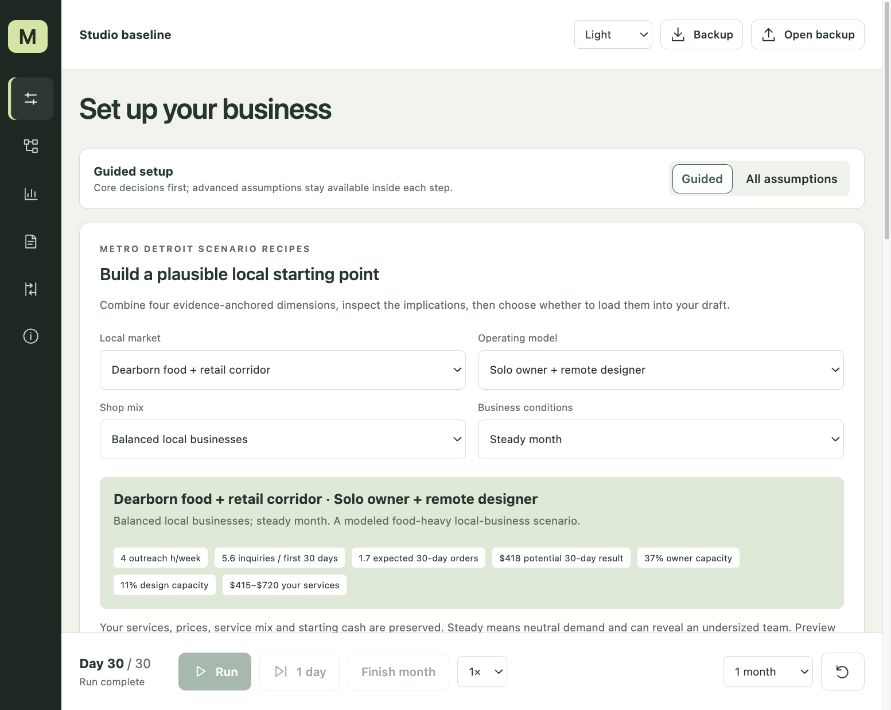 M
Studio baseline
Light
Backup
Open backup
Set up your business
Guided setup
Core decisions first; advanced assumptions stay available inside each step.
Guided
All assumptions
METRO DETROIT SCENARIO RECIPES
Build a plausible local starting point
Combine four evidence-anchored dimensions, inspect the implications, then choose whether to load them into your draft.
Local market
Operating model
Dearborn food + retail corridor
Solo owner + remote designer
Shop mix
Business conditions
Balanced local businesses
Steady month
Dearborn food + retail corridor · Solo owner + remote designer
Balanced local businesses; steady month. A modeled food-heavy local-business scenario.
4 outreach h/week
5.6 inquiries / first 30 days
1.7 expected 30-day orders
$418 potential 30-day result
37% owner capacity
11% design capacity
$415–$720 your services
Your services, prices, service mix and starting cash are preserved. Steady means neutral demand and can reveal an undersized team. Preview
Day 30 / 30
Run complete
Run
1 day
Finish month
1×
1 month